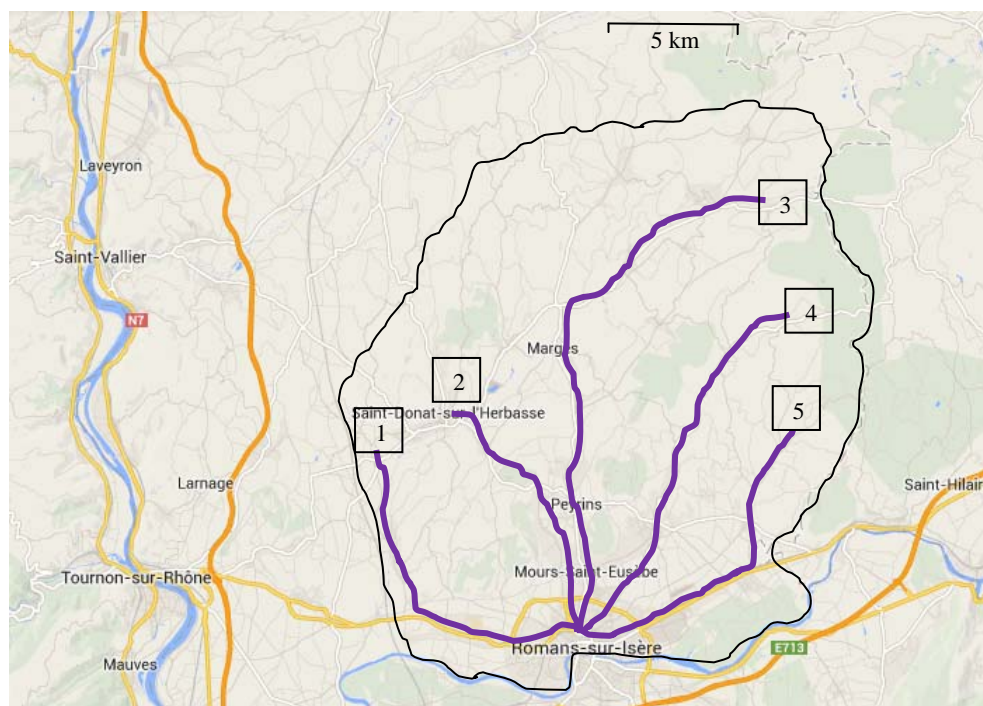 5 km
Laveyron
3
Saint-Vallier
4
N7
Marges
2
5
Saint-Donat-sur-l'Herbasse
1
Larnage
Saint-Hilair
Peyrins
Tournon-sur-Rhône
Mours-Saint-Eusèbe
Romans-sur-Isère
E713
Mauves